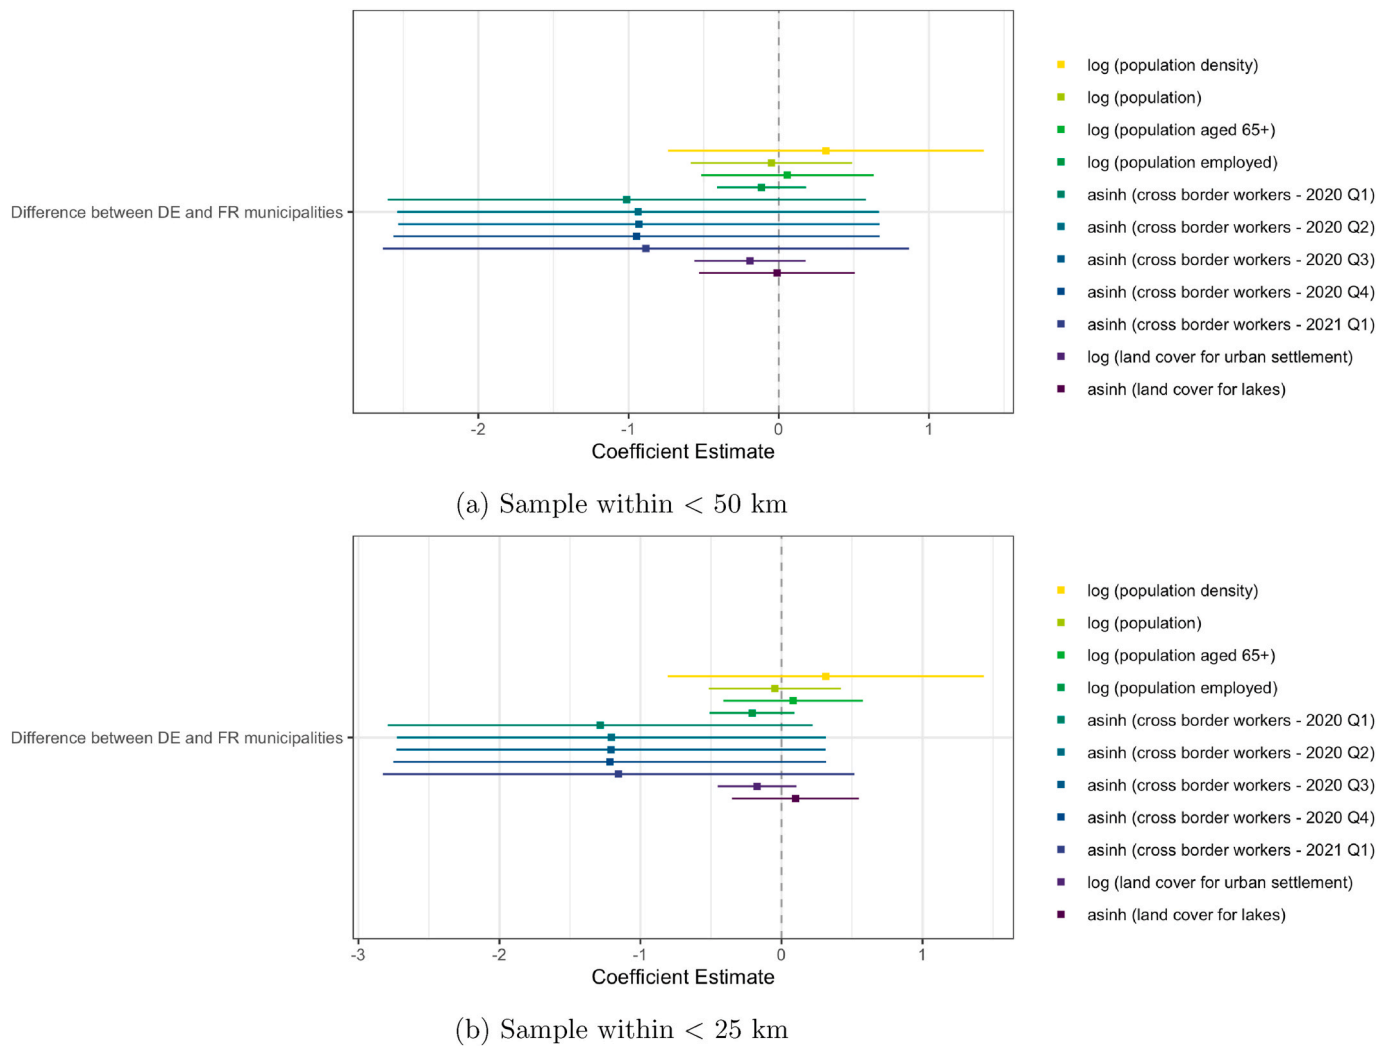 log (population density)
log (population)
log (population aged 65+)
log (population employed)
asinh (cross border workers - 2020 Q1)
Difference between DE and FR municipalities
asinh (cross border workers - 2020 Q2)
asinh (cross border workers - 2020 Q3)
asinh (cross border workers - 2020 Q4)
asinh (cross border workers - 2021 Q1)
log (land cover for urban settlement)
asinh (land cover for lakes)
-2 -1 0 1
Coefficient Estimate
(a) Sample within < 50 km
log (population density)
log (population)
log (population aged 65+)
log (population employed)
asinh (cross border workers - 2020 Q1)
Difference between DE and FR municipalities
asinh (cross border workers - 2020 Q2)
asinh (cross border workers - 2020 Q3)
asinh (cross border workers - 2020 Q4)
asinh (cross border workers - 2021 Q1)
log (land cover for urban settlement)
asinh (land cover for lakes)
-3 -2 -1 0 1
Coefficient Estimate
(b) Sample within < 25 km